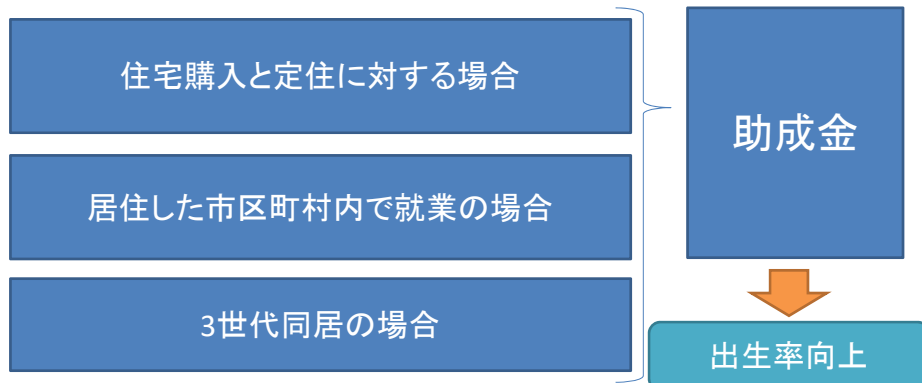 住宅購入と定住に対する場合
居住した市区町村内で就業の場合
3世代同居の場合
助成金
出生率向上